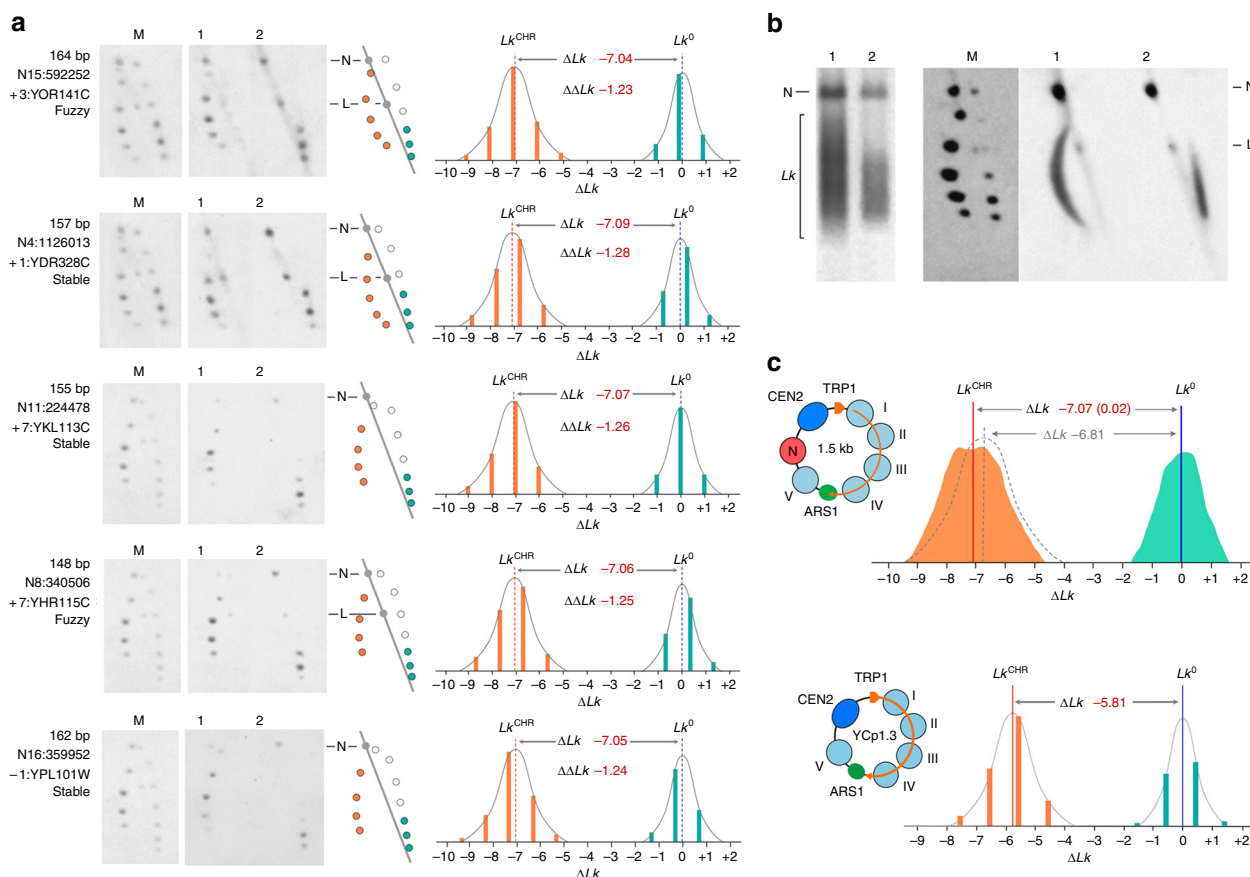 a
M 1 2
164 bp
N15:592252
+3:YOR141C
Fuzzy
N
L
Lk^CHR Lk^0
ΔLk −7.04
ΔΔLk −1.23
−10 −9 −8 −7 −6 −5 −4 −3 −2 −1 0 +1 +2
ΔLk
157 bp
N4:1126013
+1:YDR328C
Stable
N
L
Lk^CHR Lk^0
ΔLk −7.09
ΔΔLk −1.28
−10 −9 −8 −7 −6 −5 −4 −3 −2 −1 0 +1 +2
ΔLk
M 1 2
155 bp
N11:224478
+7:YKL113C
Stable
N
Lk^CHR Lk^0
ΔLk −7.07
ΔΔLk −1.26
−10 −9 −8 −7 −6 −5 −4 −3 −2 −1 0 +1 +2
ΔLk
M 1 2
148 bp
N8:340506
+7:YHR115C
Fuzzy
N
L
Lk^CHR Lk^0
ΔLk −7.06
ΔΔLk −1.25
−10 −9 −8 −7 −6 −5 −4 −3 −2 −1 0 +1 +2
ΔLk
M 1 2
162 bp
N16:359952
−1:YPL101W
Stable
N
Lk^CHR Lk^0
ΔLk −7.05
ΔΔLk −1.24
−10 −9 −8 −7 −6 −5 −4 −3 −2 −1 0 +1 +2
ΔLk
b
1 2
N
Lk
M 1 2
N
L
c
TRP1
CEN2
I
II
N
1.5 kb
III
V
IV
ARS1
Lk^CHR Lk^0
ΔLk −7.07 (0.02)
ΔLk −6.81
−10 −9 −8 −7 −6 −5 −4 −3 −2 −1 0 +1 +2
ΔLk
TRP1
CEN2
I
II
YCp1.3
III
V
IV
ARS1
Lk^CHR Lk^0
ΔLk −5.81
−9 −8 −7 −6 −5 −4 −3 −2 −1 0 +1 +2
ΔLk